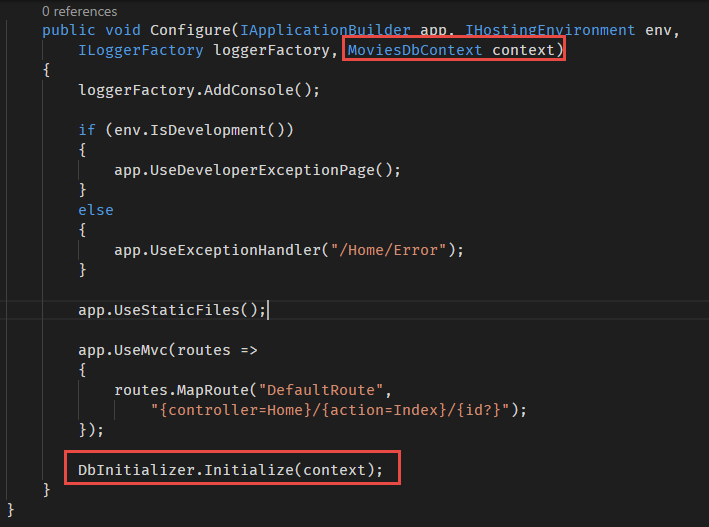 0 references
public void Configure(IApplicationBuilder app, IHostingEnvironment env,
ILoggerFactory loggerFactory, MoviesDbContext context)
{
loggerFactory.AddConsole();
if (env.IsDevelopment())
{
app.UseDeveloperExceptionPage();
}
else
{
app.UseExceptionHandler("/Home/Error");
}
app.UseStaticFiles();
app.UseMvc(routes =>
{
routes.MapRoute("DefaultRoute",
"{controller=Home}/{action=Index}/{id?}");
});
DbInitializer.Initialize(context);
}
}